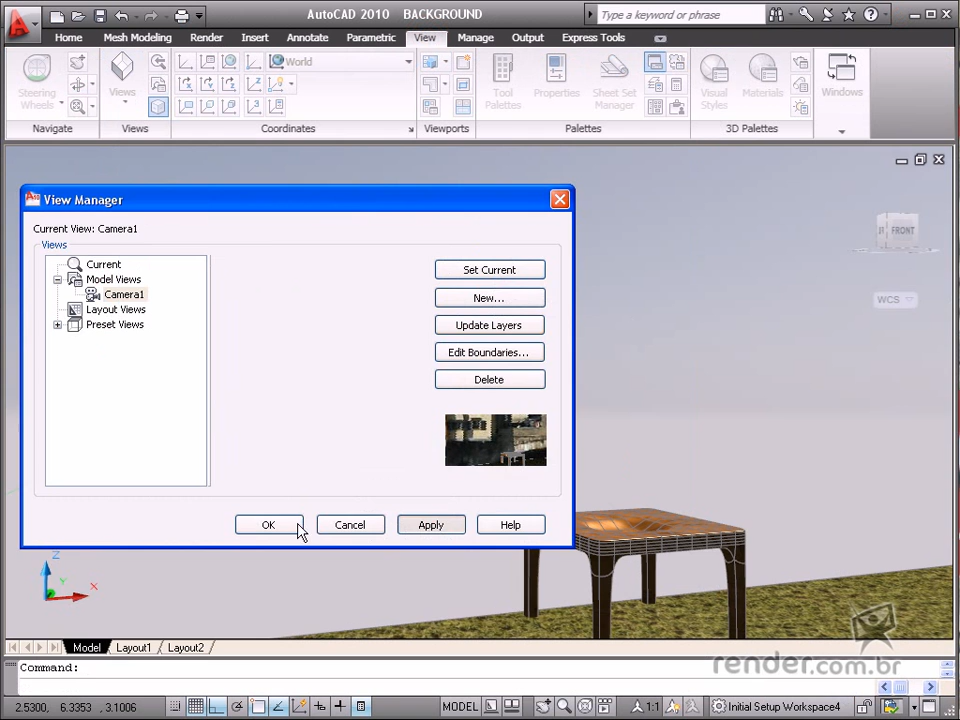 AutoCAD 2010 BACKGROUND
Type a keyword or phrase
Home Mesh Modeling Render Insert Annotate Parametric View Manage Output Express Tools
Steering Wheels
Views
World
Tool Palettes
Properties
Sheet Set Manager
Visual Styles
Materials
Windows
Navigate Views Coordinates Viewports Palettes 3D Palettes
FRONT
WCS
View Manager
Current View: Camera1
Views
Current
Model Views
Camera1
Layout Views
Preset Views
Set Current
New...
Update Layers
Edit Boundaries...
Delete
OK Cancel Apply Help
Z
Y
X
Model Layout1 Layout2
render.com.br
Command:
2.5300, 6.3353, 3.1006 MODEL 1:1 Initial Setup Workspace4